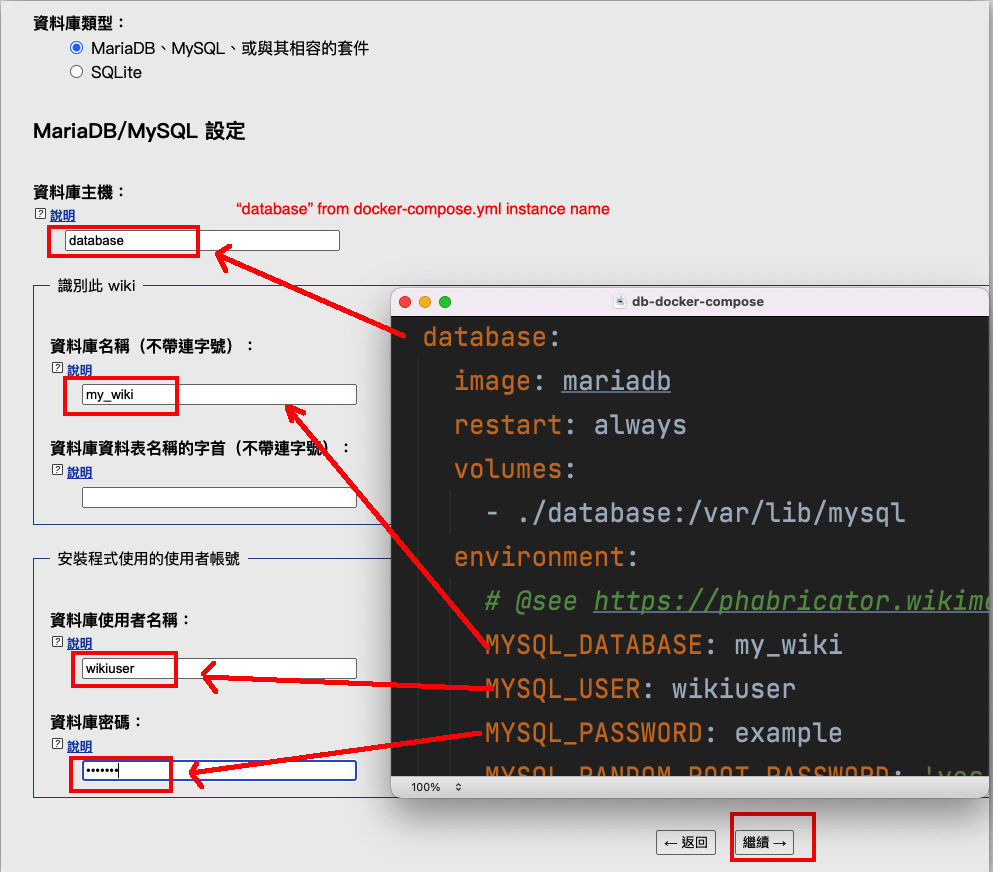 資料庫類型：
MariaDB、MySQL、或與其相容的套件
SQLite
MariaDB/MySQL 設定
資料庫主機：
? 說明
“database” from docker-compose.yml instance name
database
識別此 wiki
資料庫名稱（不帶連字號）：
? 說明
my_wiki
資料庫資料表名稱的字首（不帶連字號）：
? 說明
安裝程式使用的使用者帳號
資料庫使用者名稱：
? 說明
wikiuser
資料庫密碼：
? 說明
•••••••
db-docker-compose
database:
image: mariadb
restart: always
volumes:
- ./database:/var/lib/mysql
environment:
# @see https://phabricator.wikime
MYSQL_DATABASE: my_wiki
MYSQL_USER: wikiuser
MYSQL_PASSWORD: example
MYSQL_RANDOM_ROOT_PASSWORD: 'yes
100%
← 返回
繼續 →